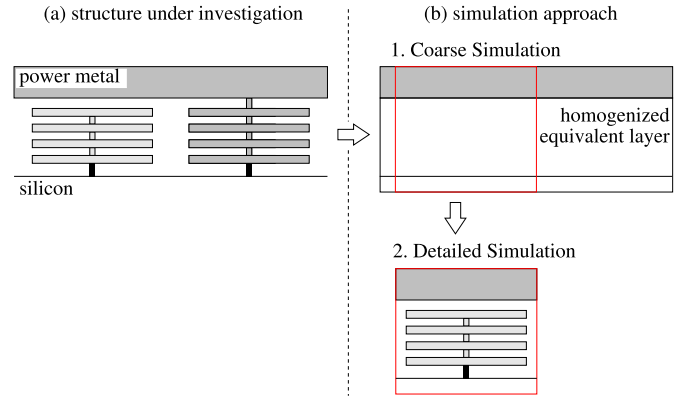 (a) structure under investigation
power metal
silicon
(b) simulation approach
1. Coarse Simulation
homogenized
equivalent layer
2. Detailed Simulation